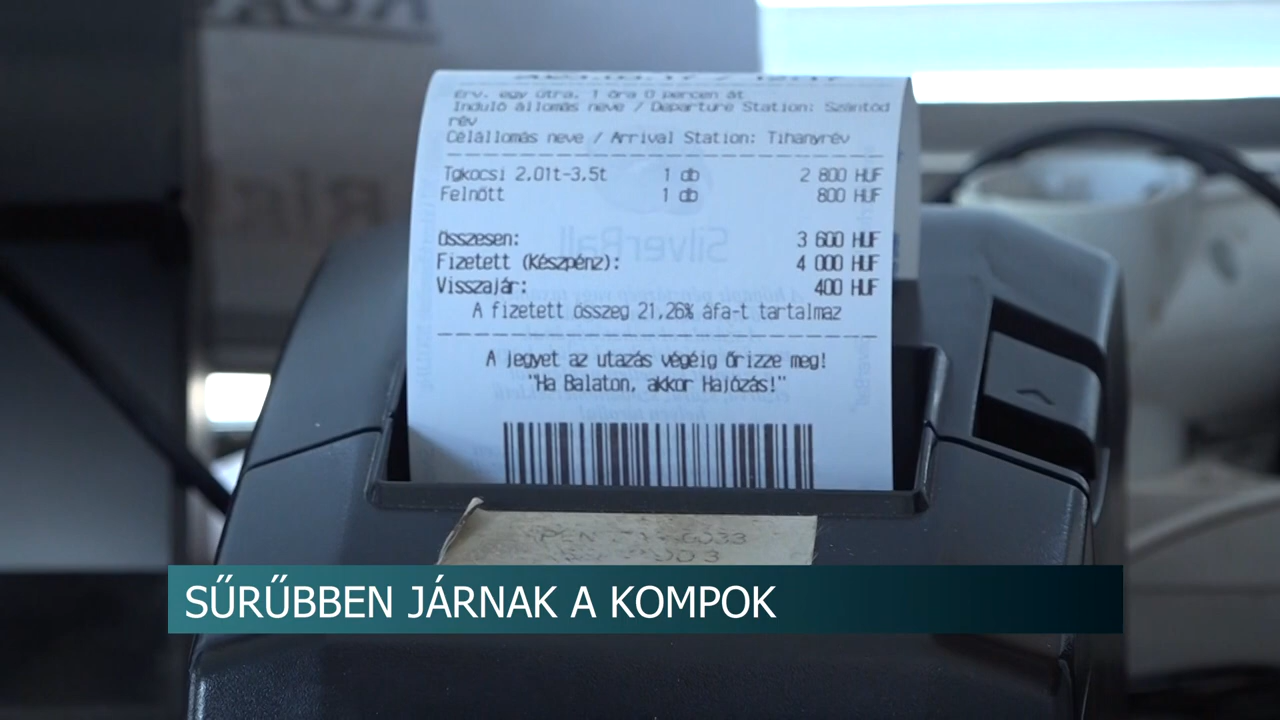 Érv. egy útra, 1 óra 0 percen át
Induló állomás neve / Departure Station: Szántód
rév
Célállomás neve / Arrival Station: Tihanyrév
Tgkocsi 2,01t-3,5t 1 db 2 800 HUF
Felnőtt 1 db 800 HUF
Összesen: 3 600 HUF
Fizetett (Készpénz): 4 000 HUF
Visszajár: 400 HUF
A fizetett összeg 21,26% áfa-t tartalmaz
A jegyet az utazás végéig őrizze meg!
"Ha Balaton, akkor Hajózás!"
SŰRŰBBEN JÁRNAK A KOMPOK